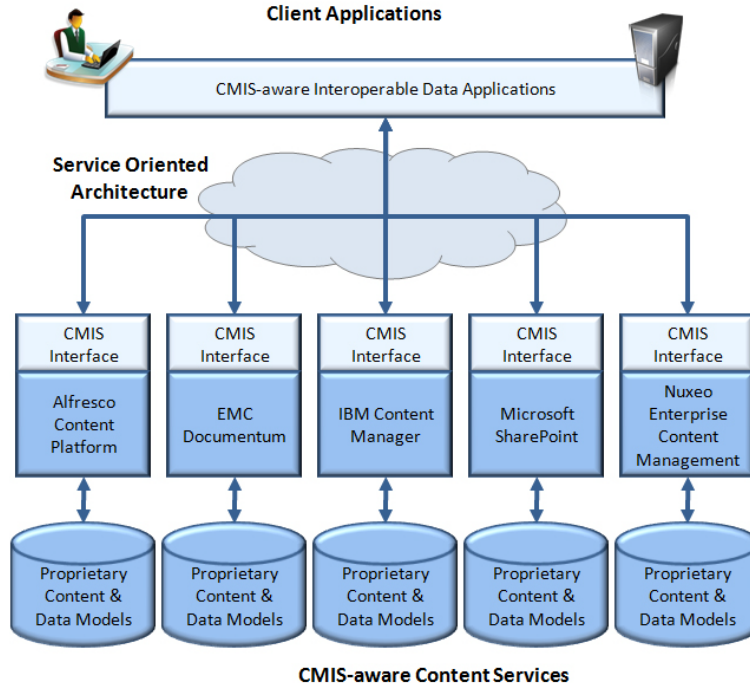 Client Applications
CMIS-aware Interoperable Data Applications
Service Oriented
Architecture
CMIS
Interface
CMIS
Interface
CMIS
Interface
CMIS
Interface
CMIS
Interface
Alfresco
Content
Platform
EMC
Documentum
IBM Content
Manager
Microsoft
SharePoint
Nuxeo
Enterprise
Content
Management
Proprietary
Content &
Data Models
Proprietary
Content &
Data Models
Proprietary
Content &
Data Models
Proprietary
Content &
Data Models
Proprietary
Content &
Data Models
CMIS-aware Content Services